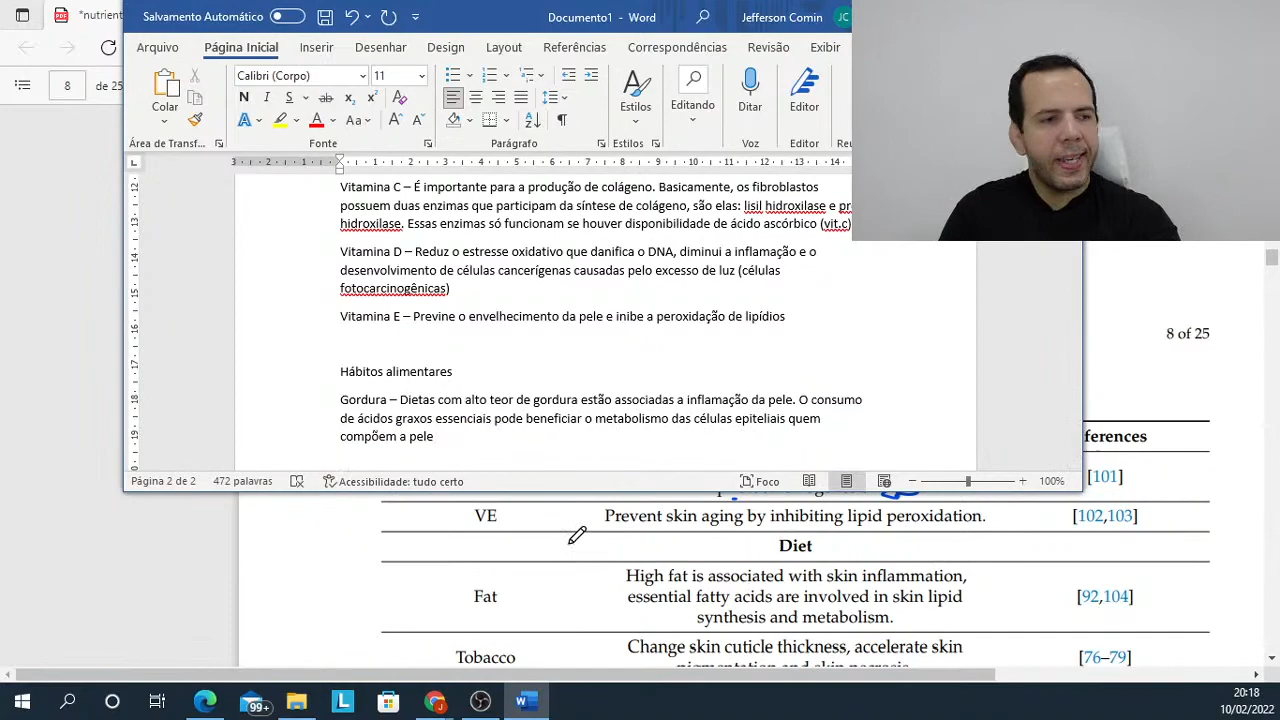 "nutrient
Salvamento Automático
Documento1 - Word
Jefferson Comin
JC
Arquivo Página Inicial Inserir Desenhar Design Layout Referências Correspondências Revisão Exibir
8 de 25
Colar
Calibri (Corpo) 11
Estilos Editando Ditar Editor
Área de Transf... Fonte Parágrafo Estilos Voz Editor
Vitamina C – É importante para a produção de colágeno. Basicamente, os fibroblastos
possuem duas enzimas que participam da síntese de colágeno, são elas: lisil hidroxilase e
hidroxilase. Essas enzimas só funcionam se houver disponibilidade de ácido ascórbico (vit.c)
Vitamina D – Reduz o estresse oxidativo que danifica o DNA, diminui a inflamação e o
desenvolvimento de células cancerígenas causadas pelo excesso de luz (células
fotocarcinogênicas)
Vitamina E – Previne o envelhecimento da pele e inibe a peroxidação de lipídios
Hábitos alimentares
Gordura – Dietas com alto teor de gordura estão associadas a inflamação da pele. O consumo
de ácidos graxos essenciais pode beneficiar o metabolismo das células epiteliais quem
compõem a pele
Página 2 de 2 472 palavras Acessibilidade: tudo certo Foco 100%
8 of 25
ferences
[101]
VE Prevent skin aging by inhibiting lipid peroxidation. [102,103]
Diet
High fat is associated with skin inflammation,
Fat essential fatty acids are involved in skin lipid [92,104]
synthesis and metabolism.
Tobacco Change skin cuticle thickness, accelerate skin [76–79]
99+
20:18
10/02/2022